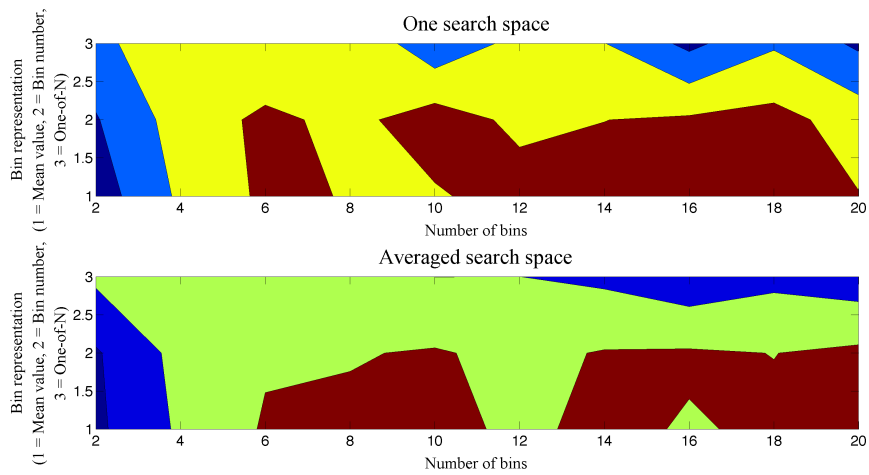 One search space
Bin representation
(1 = Mean value, 2 = Bin number,
3 = One-of-N)
3
2.5
2
1.5
1
2 4 6 8 10 12 14 16 18 20
Number of bins
Averaged search space
Bin representation
(1 = Mean value, 2 = Bin number,
3 = One-of-N)
3
2.5
2
1.5
1
2 4 6 8 10 12 14 16 18 20
Number of bins